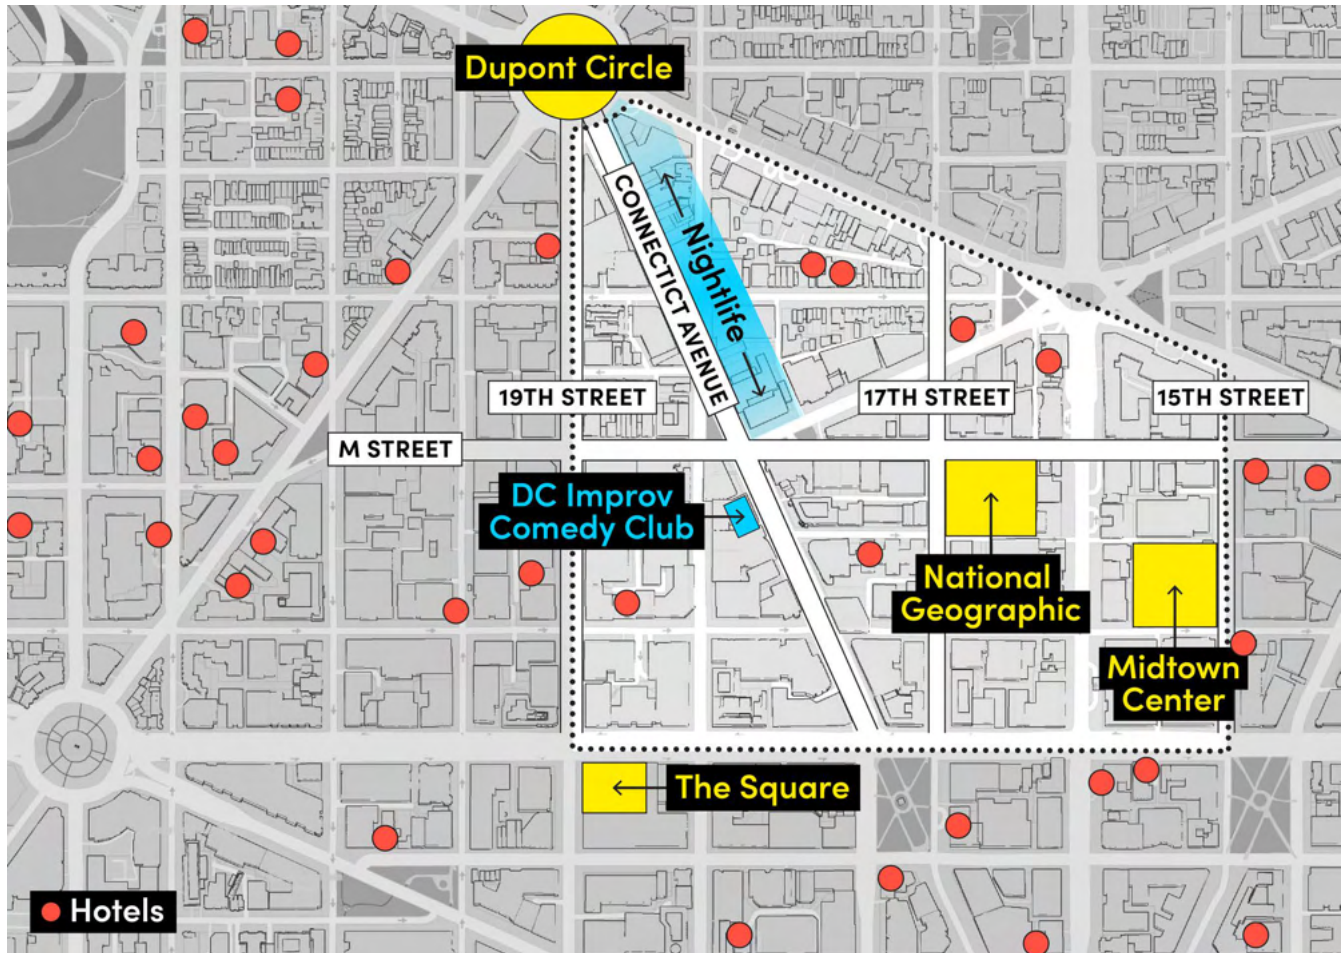 Dupont Circle
CONNECTICT AVENUE
Nightlife
19TH STREET
17TH STREET
15TH STREET
M STREET
DC Improv
Comedy Club
National
Geographic
Midtown
Center
The Square
Hotels